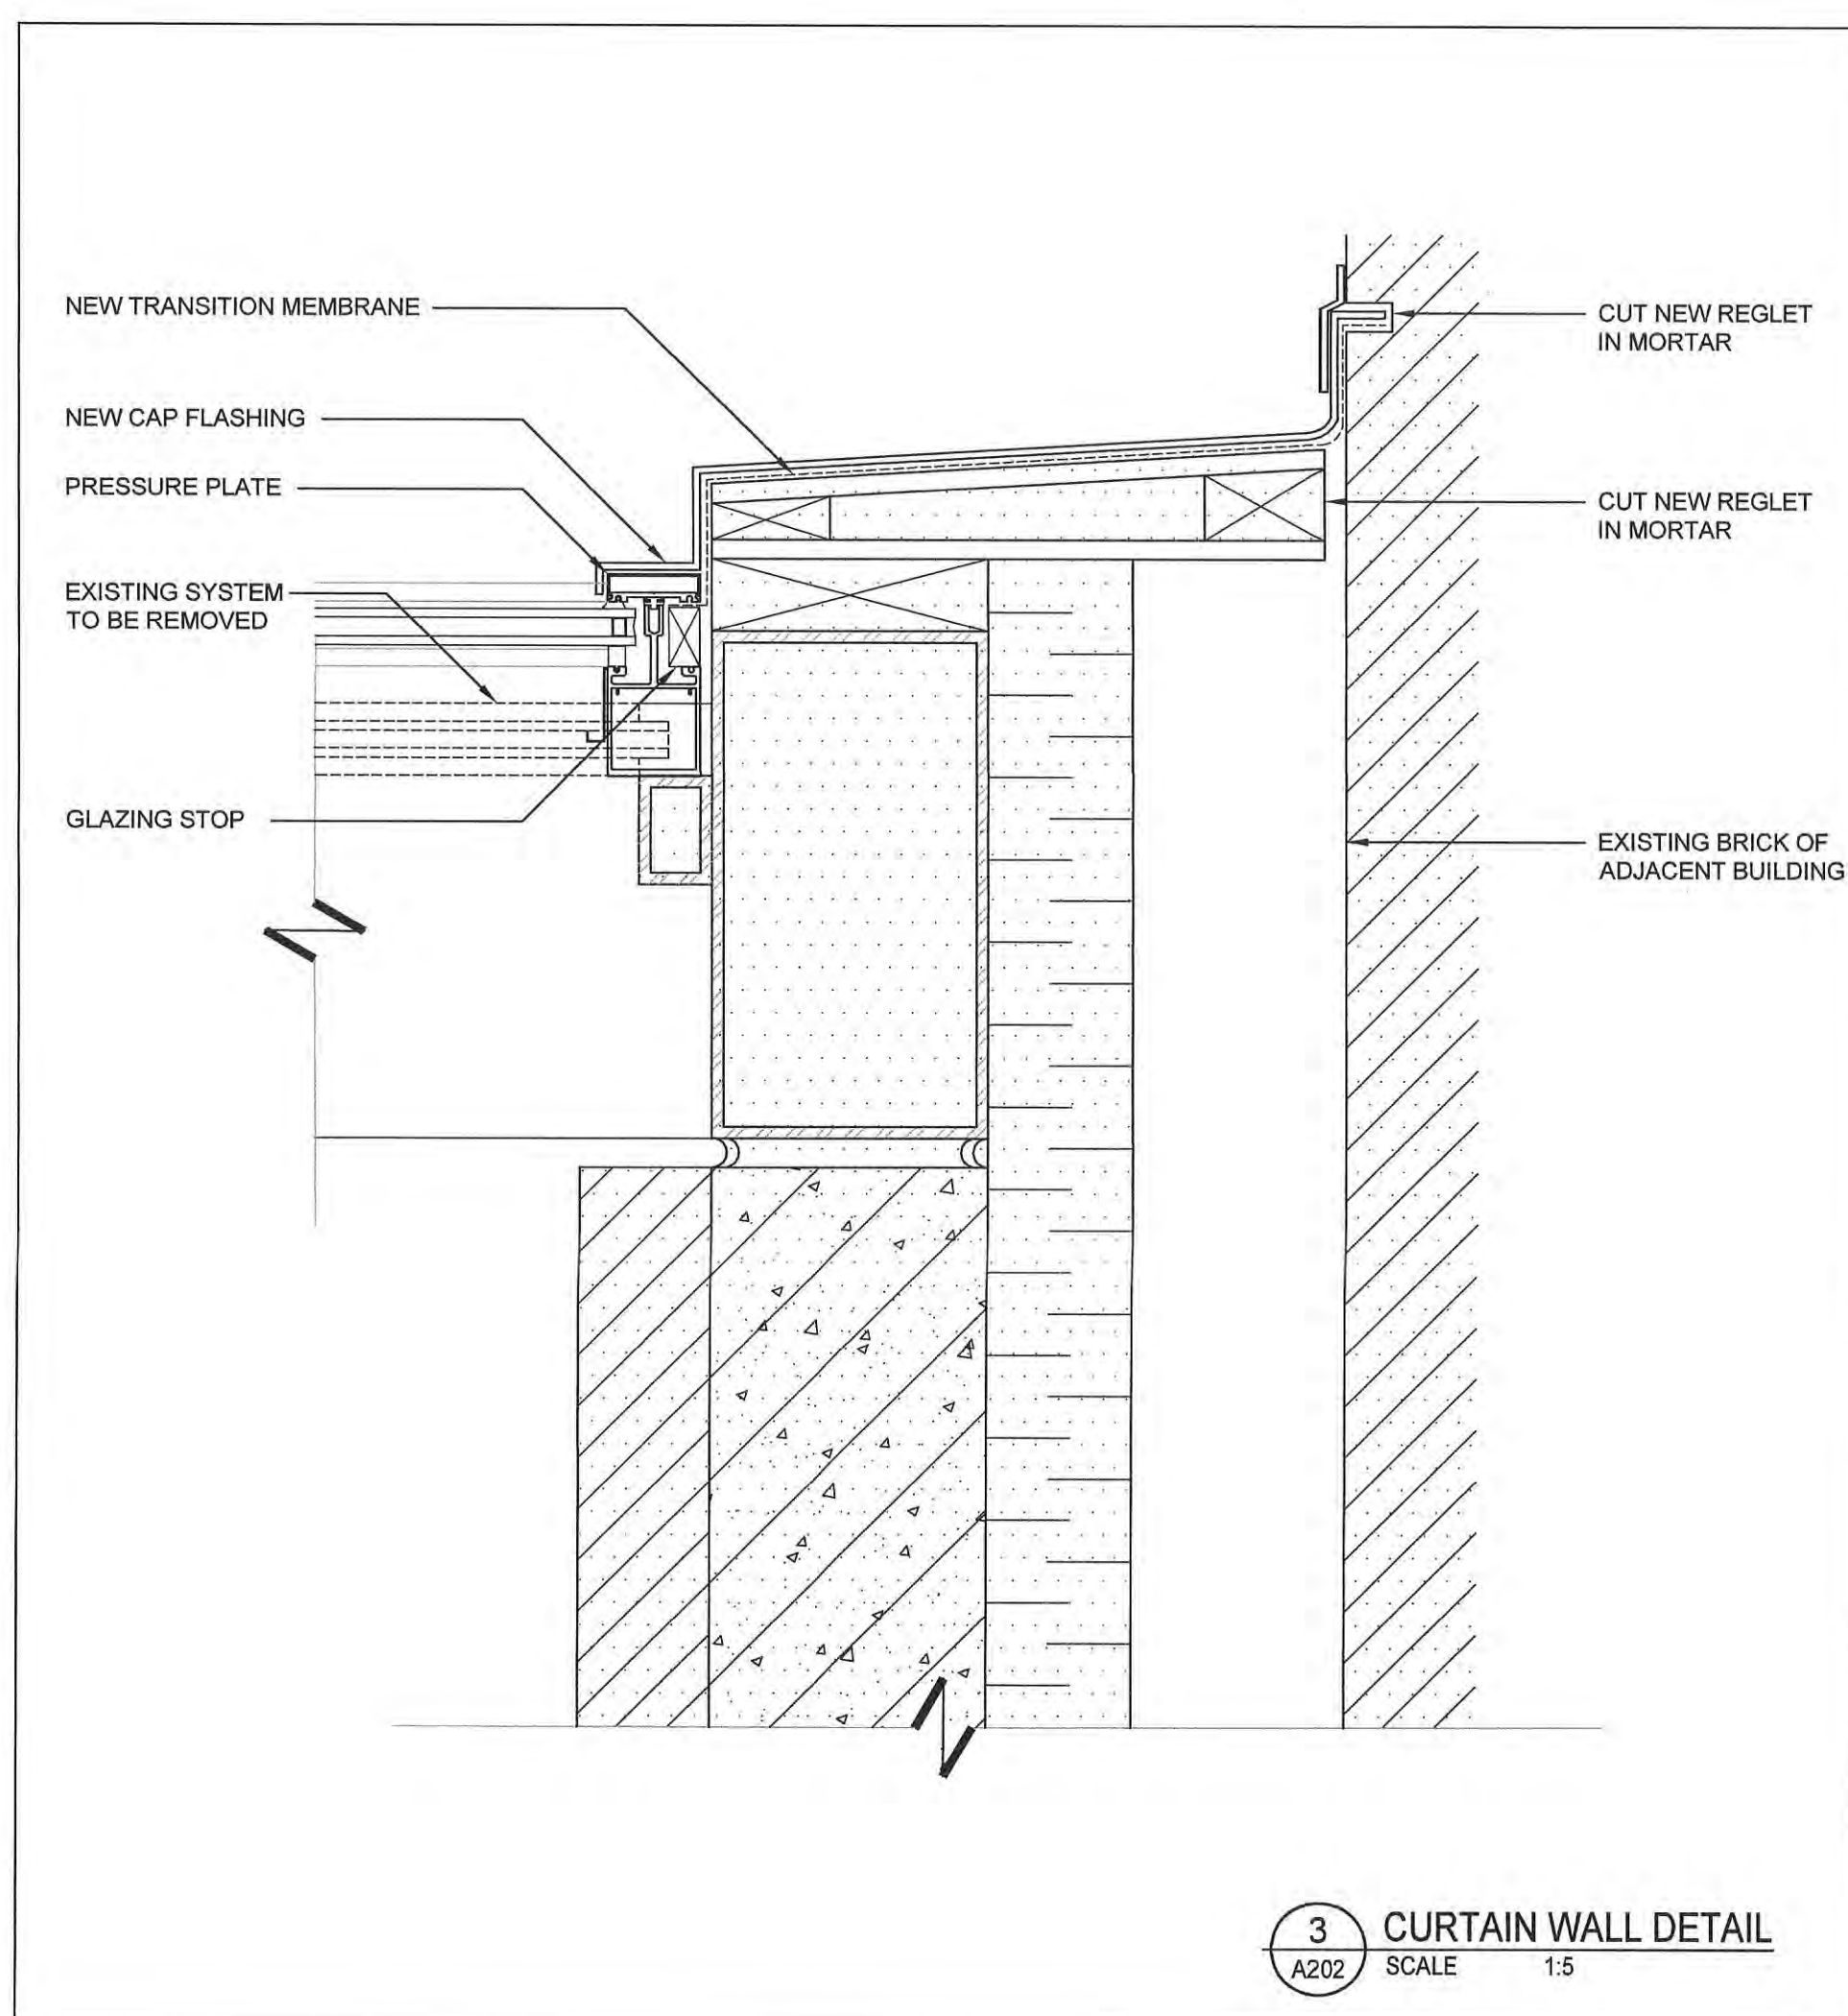 NEW TRANSITION MEMBRANE
NEW CAP FLASHING
PRESSURE PLATE
EXISTING SYSTEM
TO BE REMOVED
GLAZING STOP
CUT NEW REGLET
IN MORTAR
CUT NEW REGLET
IN MORTAR
EXISTING BRICK OF
ADJACENT BUILDING
3
A202
CURTAIN WALL DETAIL
SCALE 1:5